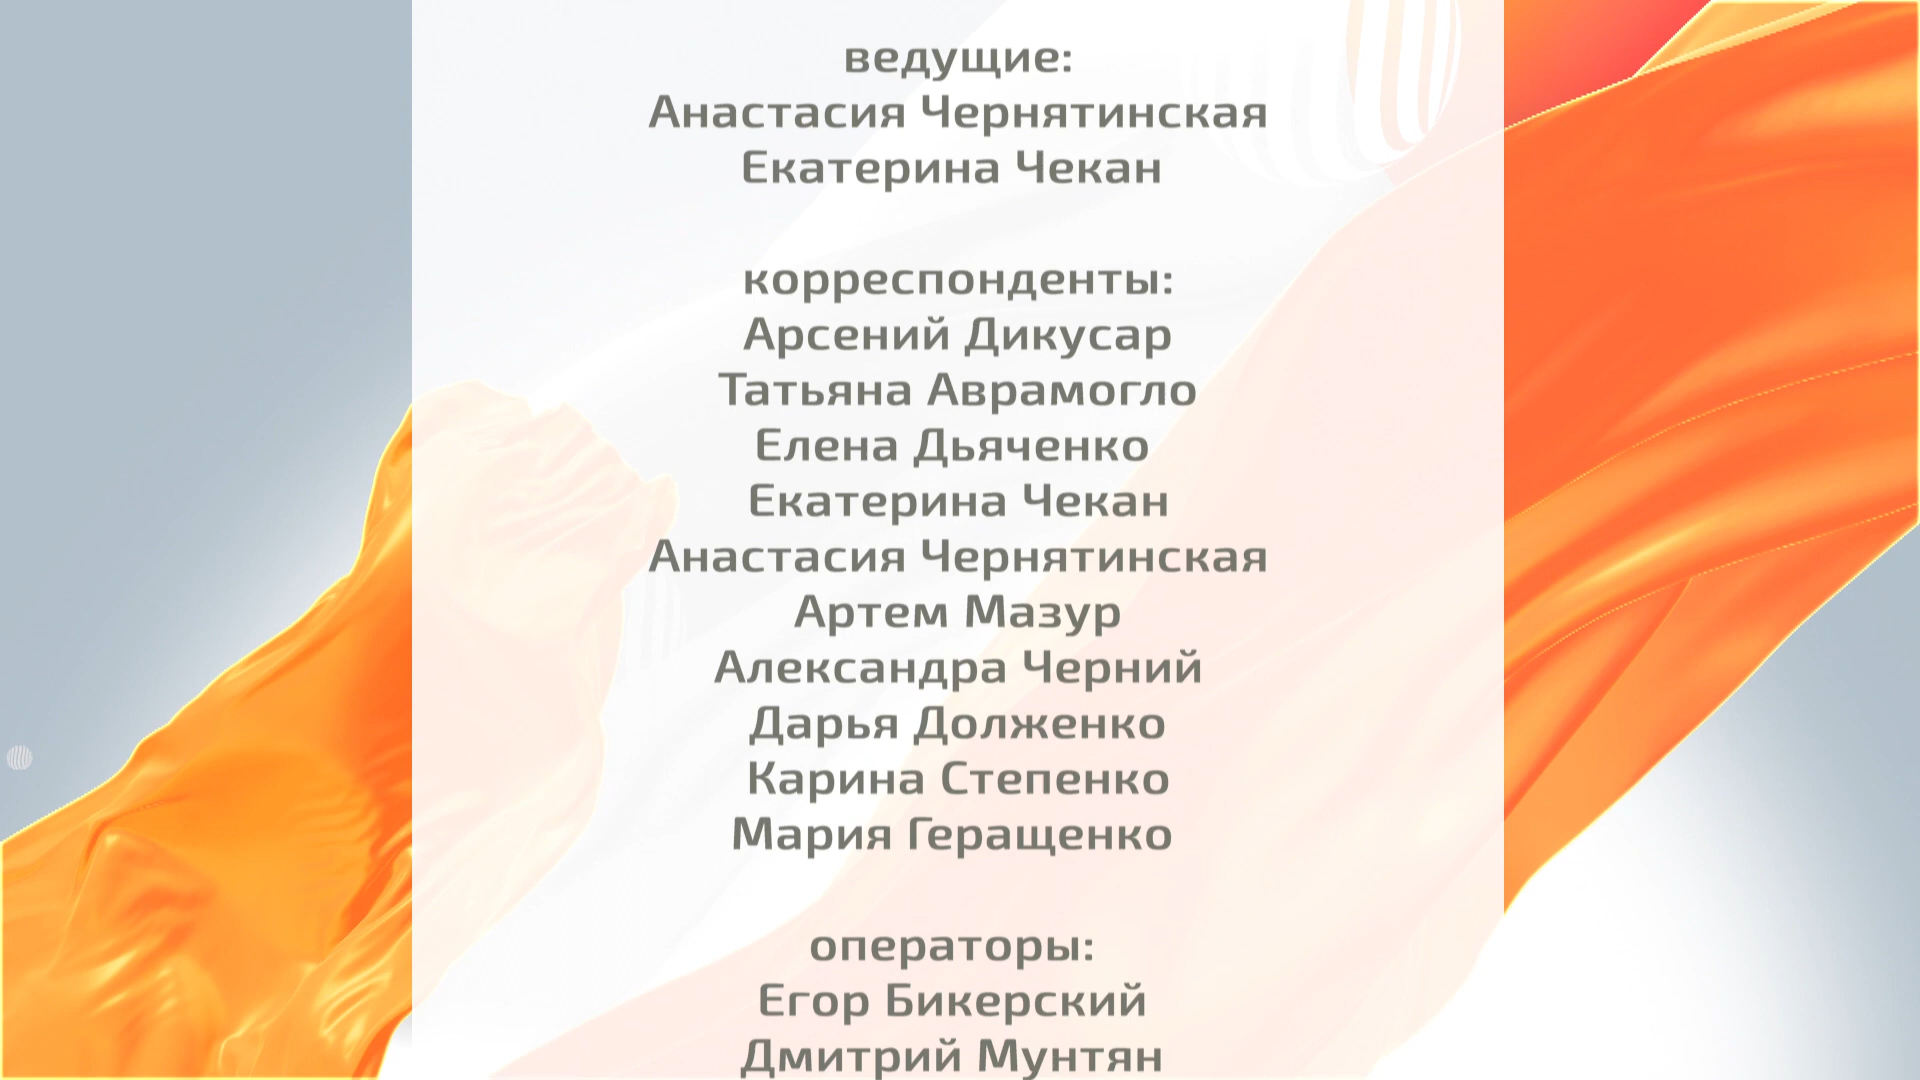 ведущие:
Анастасия Чернятинская
Екатерина Чекан
корреспонденты:
Арсений Дикусар
Татьяна Аврамогло
Елена Дьяченко
Екатерина Чекан
Анастасия Чернятинская
Артем Мазур
Александра Черний
Дарья Долженко
Карина Степенко
Мария Геращенко
операторы:
Егор Бикерский
Дмитрий Мунтян